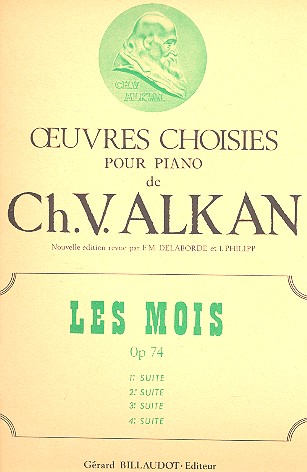 CH.V.
ALKAN
ŒUVRES CHOISIES
POUR PIANO
de
Ch.V. ALKAN
Nouvelle édition revue par F.M. DELABORDE et I. PHILIPP
LES MOIS
Op 74
1re SUITE
2e SUITE
3e SUITE
4e SUITE
Gérard BILLAUDOT - Editeur